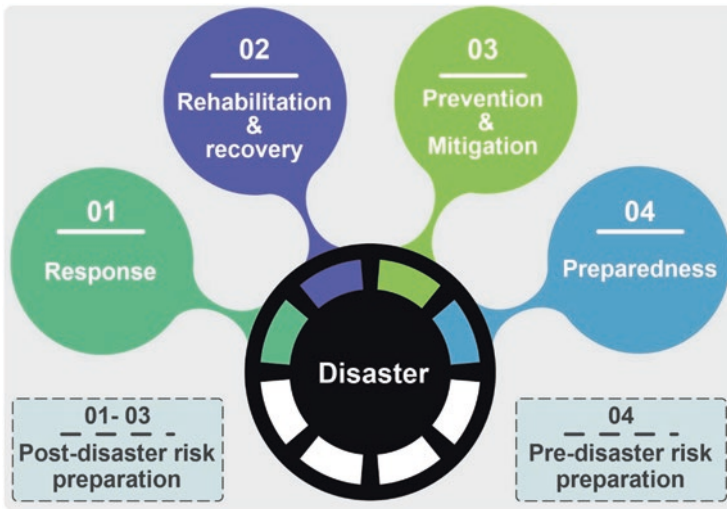 01
Response
02
Rehabilitation
&
recovery
03
Prevention
&
Mitigation
04
Preparedness
Disaster
01- 03
Post-disaster risk
preparation
04
Pre-disaster risk
preparation